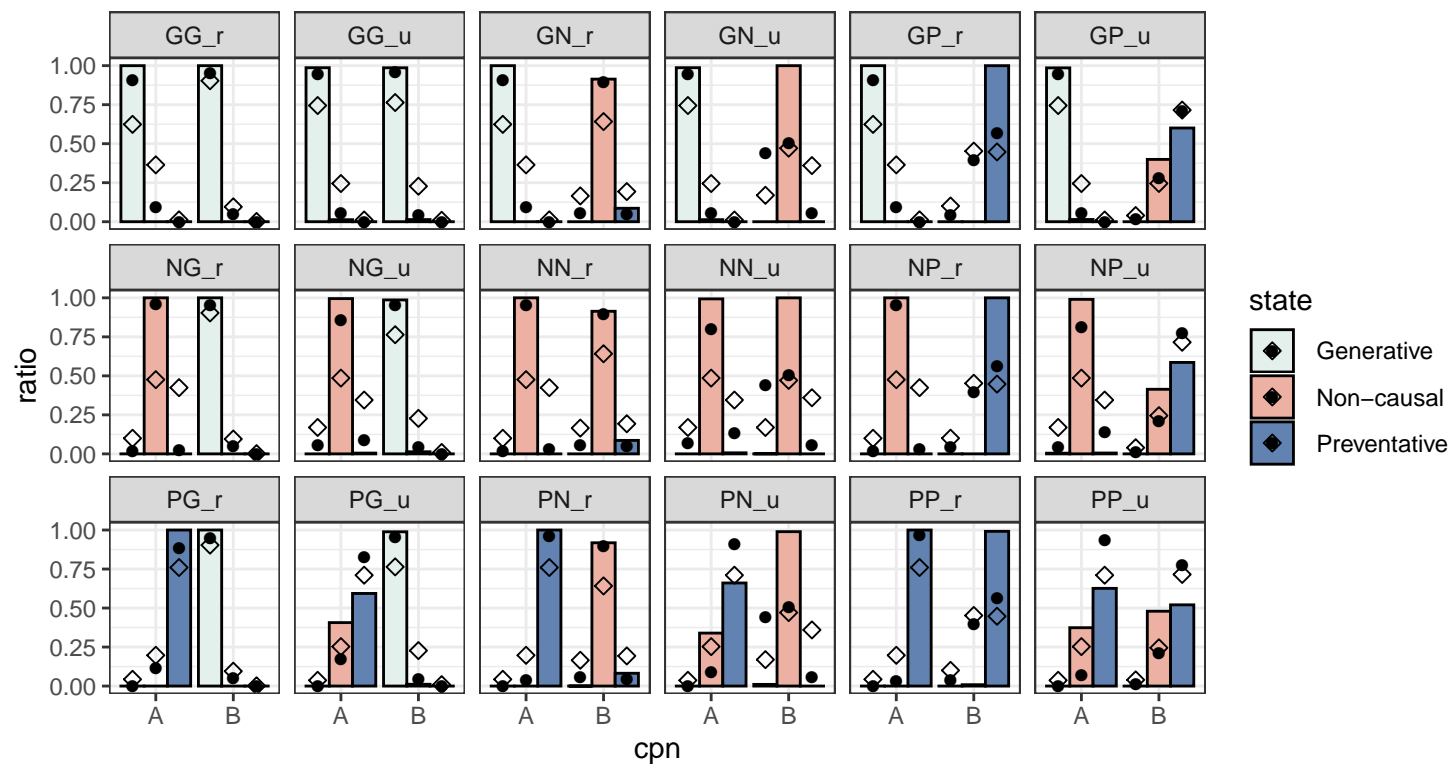 GG_r GG_u GN_r GN_u GP_r GP_u
1.00
0.75
0.50
0.25
0.00
NG_r NG_u NN_r NN_u NP_r NP_u
1.00
0.75
0.50
0.25
0.00
PG_r PG_u PN_r PN_u PP_r PP_u
1.00
0.75
0.50
0.25
0.00
A B A B A B A B A B A B
cpn
ratio
state
Generative
Non−causal
Preventative